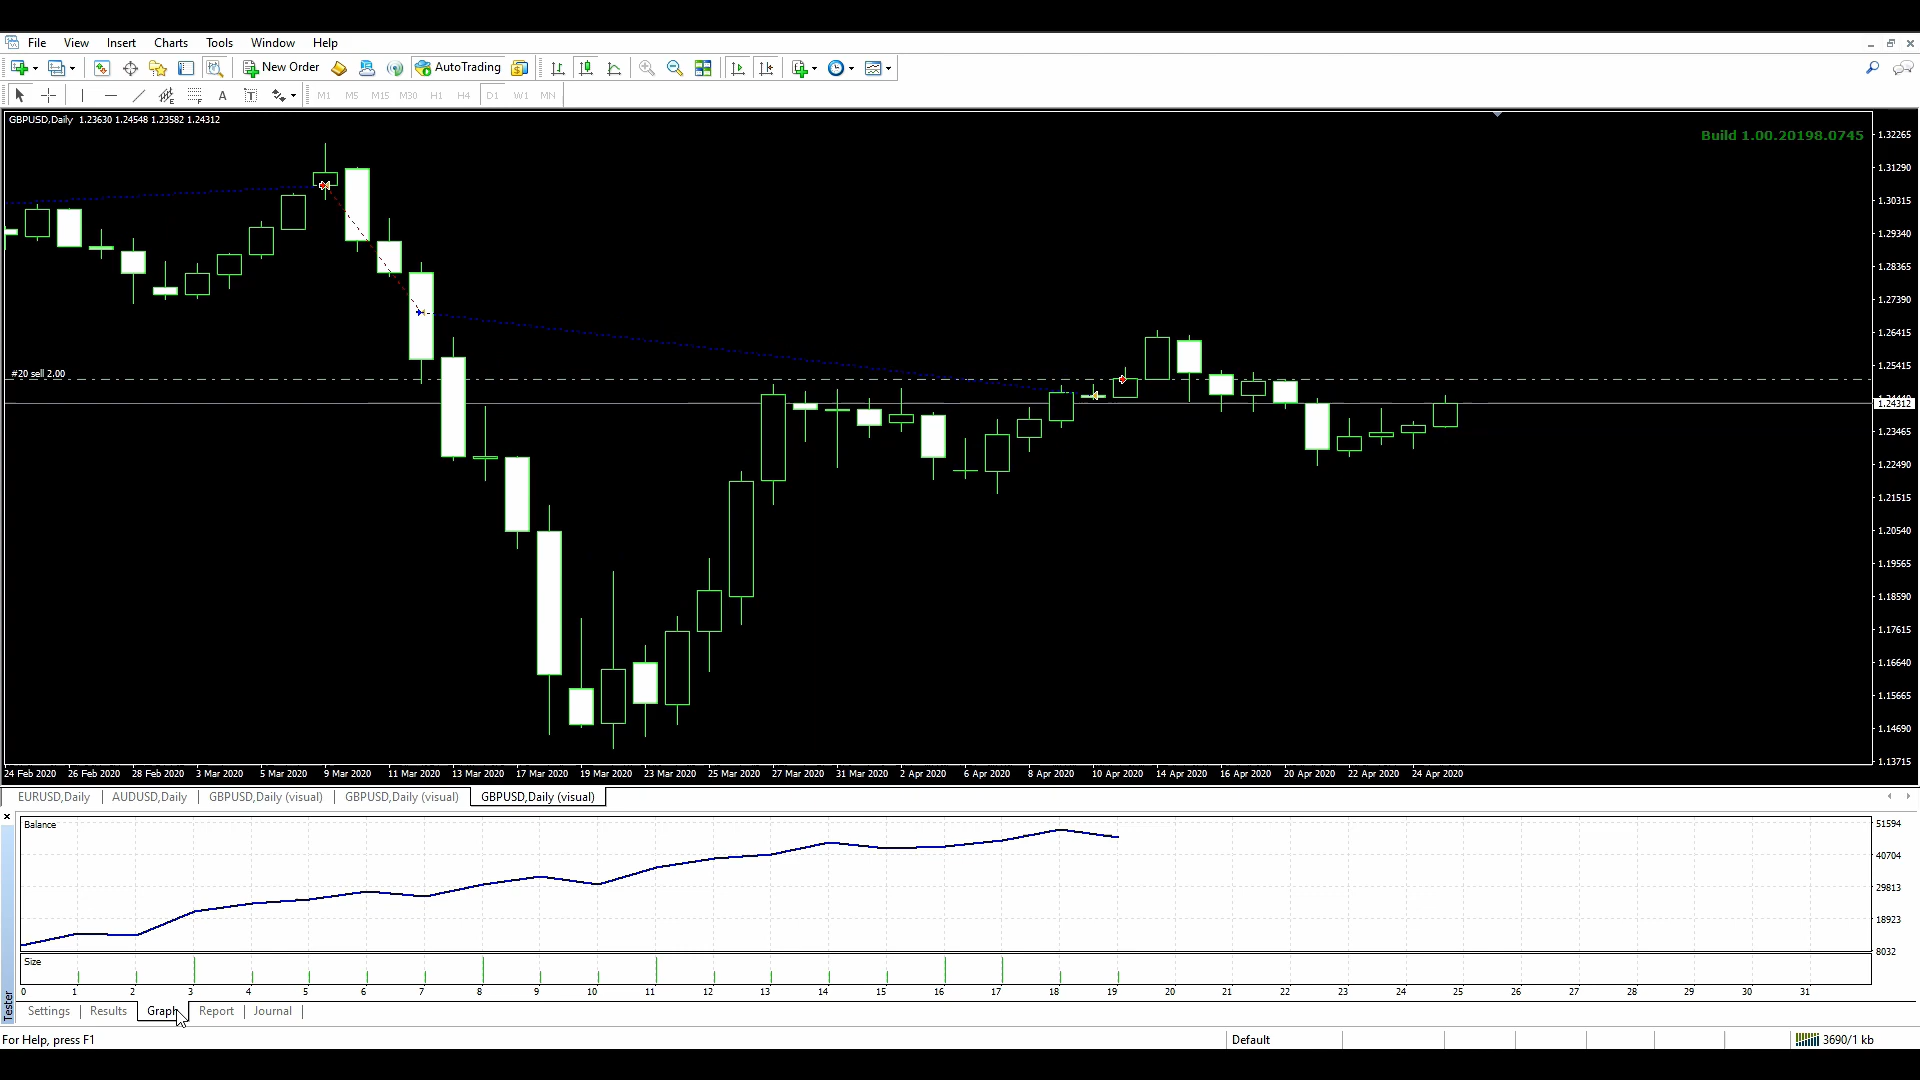 File View Insert Charts Tools Window Help
New Order AutoTrading
A T M1 M5 M15 M30 H1 H4 D1 W1 MN
GBPUSD,Daily 1.23630 1.24548 1.23582 1.24312
Build 1.00.20198.0745
1.32265
1.31290
1.30315
1.29340
1.28365
1.27390
1.26415
1.25415
#20 sell 2.00
1.24312
1.23465
1.22490
1.21515
1.20540
1.19565
1.18590
1.17615
1.16640
1.15665
1.14690
1.13715
24 Feb 2020 26 Feb 2020 28 Feb 2020 3 Mar 2020 5 Mar 2020 9 Mar 2020 11 Mar 2020 13 Mar 2020 17 Mar 2020 19 Mar 2020 23 Mar 2020 25 Mar 2020 27 Mar 2020 31 Mar 2020 2 Apr 2020 6 Apr 2020 8 Apr 2020 10 Apr 2020 14 Apr 2020 16 Apr 2020 20 Apr 2020 22 Apr 2020 24 Apr 2020
EURUSD,Daily AUDUSD,Daily GBPUSD,Daily (visual) GBPUSD,Daily (visual) GBPUSD,Daily (visual)
Balance
51594
40704
29813
18923
8032
Size
0 1 2 3 4 5 6 7 8 9 10 11 12 13 14 15 16 17 18 19 20 21 22 23 24 25 26 27 28 29 30 31
Tester
Settings Results Graph Report Journal
For Help, press F1 Default 3690/1 kb